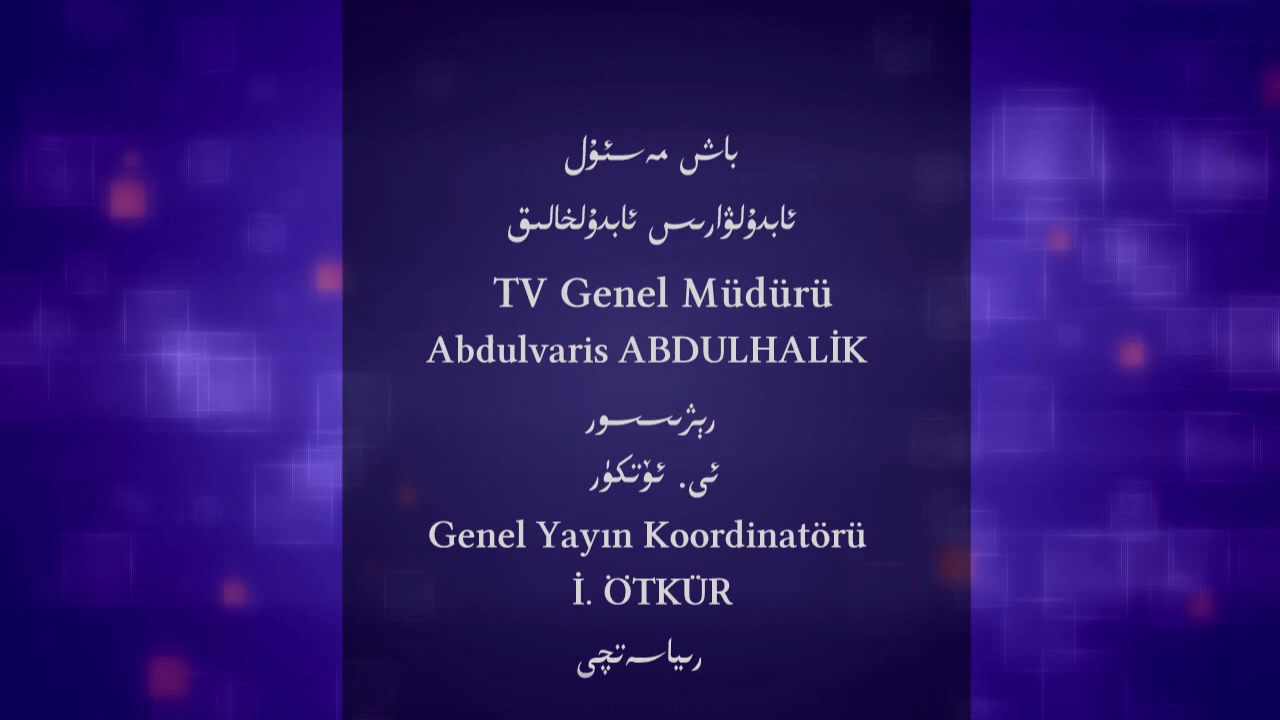 باش مەسئۇل
ئابدۇلۋارىس ئابدۇلخالىق
TV Genel Müdürü
Abdulvaris ABDULHALİK
رېژىسسور
ئى. ئۆتكۈر
Genel Yayın Koordinatörü
İ. ÖTKÜR
رىياسەتچى